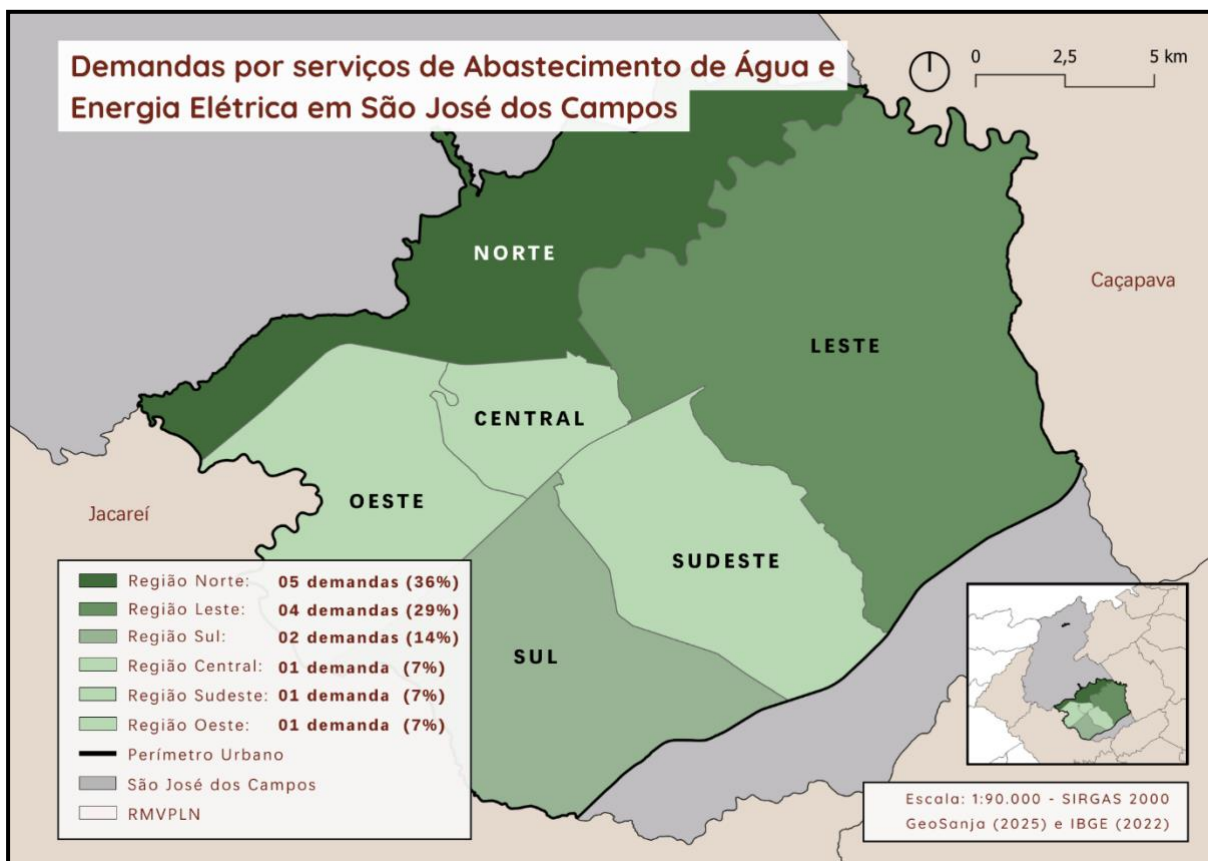 Demandas por serviços de Abastecimento de Água e
Energia Elétrica em São José dos Campos
0 2,5 5 km
NORTE
Caçapava
LESTE
CENTRAL
OESTE
Jacareí
SUDESTE
SUL
Região Norte: 05 demandas (36%)
Região Leste: 04 demandas (29%)
Região Sul: 02 demandas (14%)
Região Central: 01 demanda (7%)
Região Sudeste: 01 demanda (7%)
Região Oeste: 01 demanda (7%)
Perímetro Urbano
São José dos Campos
RMVPLN
Escala: 1:90.000 - SIRGAS 2000
GeoSanja (2025) e IBGE (2022)